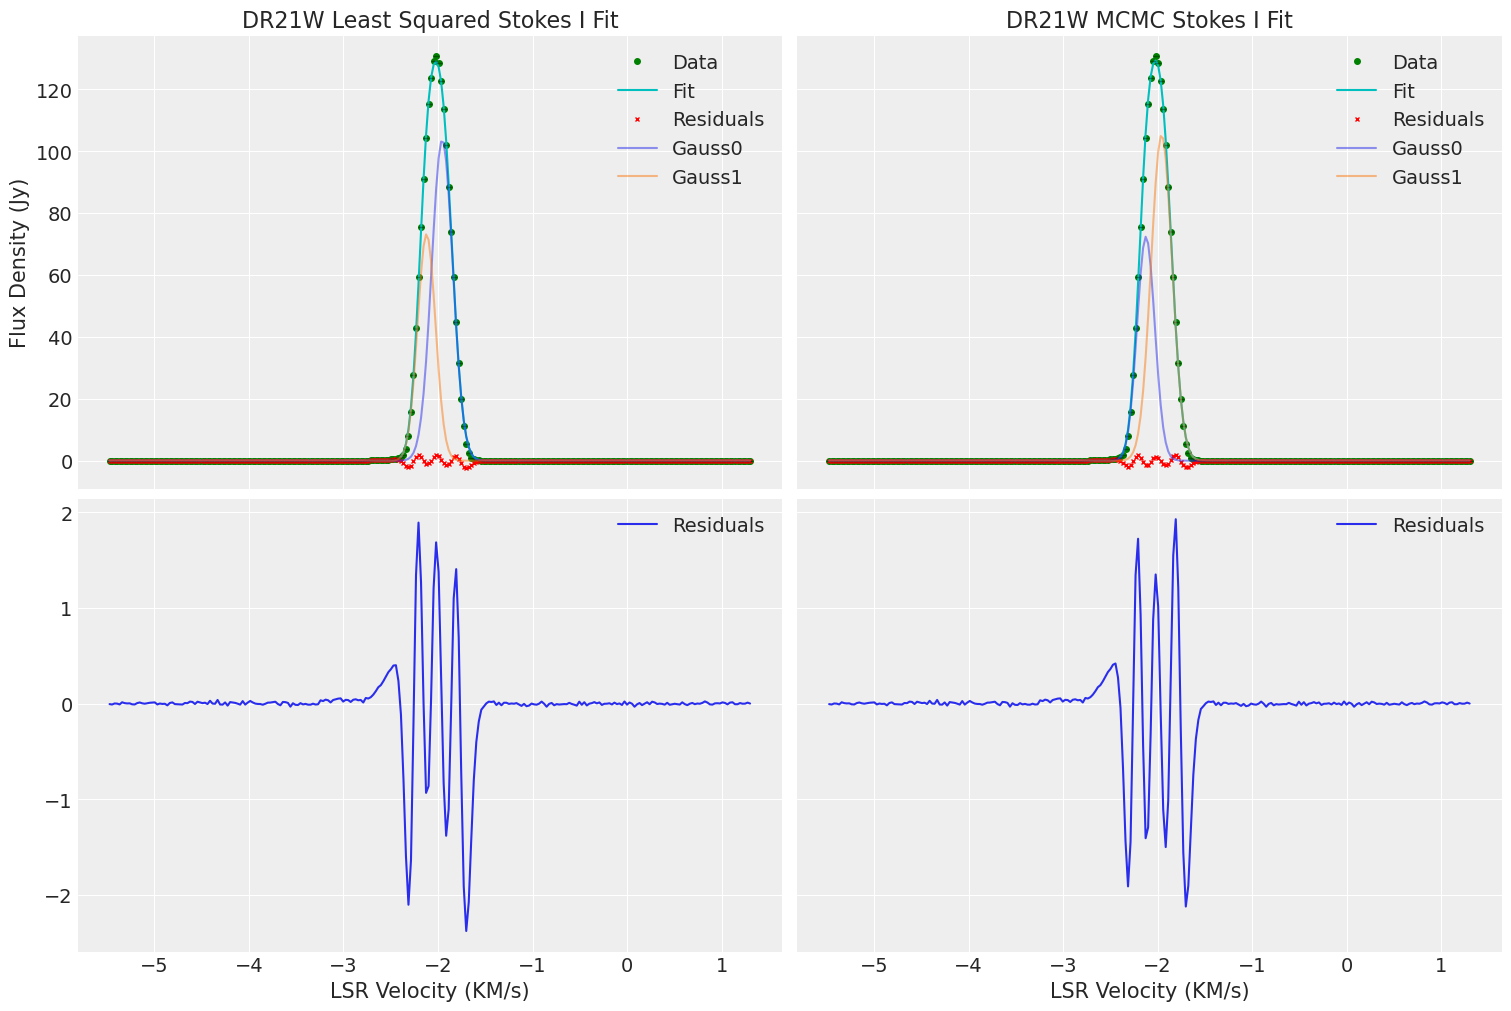 DR21W Least Squared Stokes I Fit
DR21W MCMC Stokes I Fit
Flux Density (Jy)
120
100
80
60
40
20
0
Data
Fit
Residuals
Gauss0
Gauss1
Data
Fit
Residuals
Gauss0
Gauss1
2
1
0
−1
−2
Residuals
Residuals
−5 −4 −3 −2 −1 0 1
−5 −4 −3 −2 −1 0 1
LSR Velocity (KM/s)
LSR Velocity (KM/s)